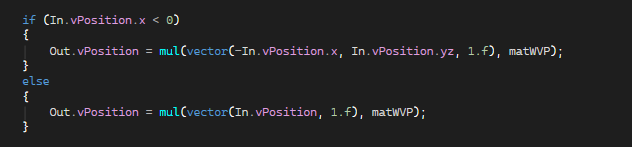 if (In.vPosition.x < 0)
{
Out.vPosition = mul(vector(-In.vPosition.x, In.vPosition.yz, 1.f), matWVP);
}
else
{
Out.vPosition = mul(vector(In.vPosition, 1.f), matWVP);
}